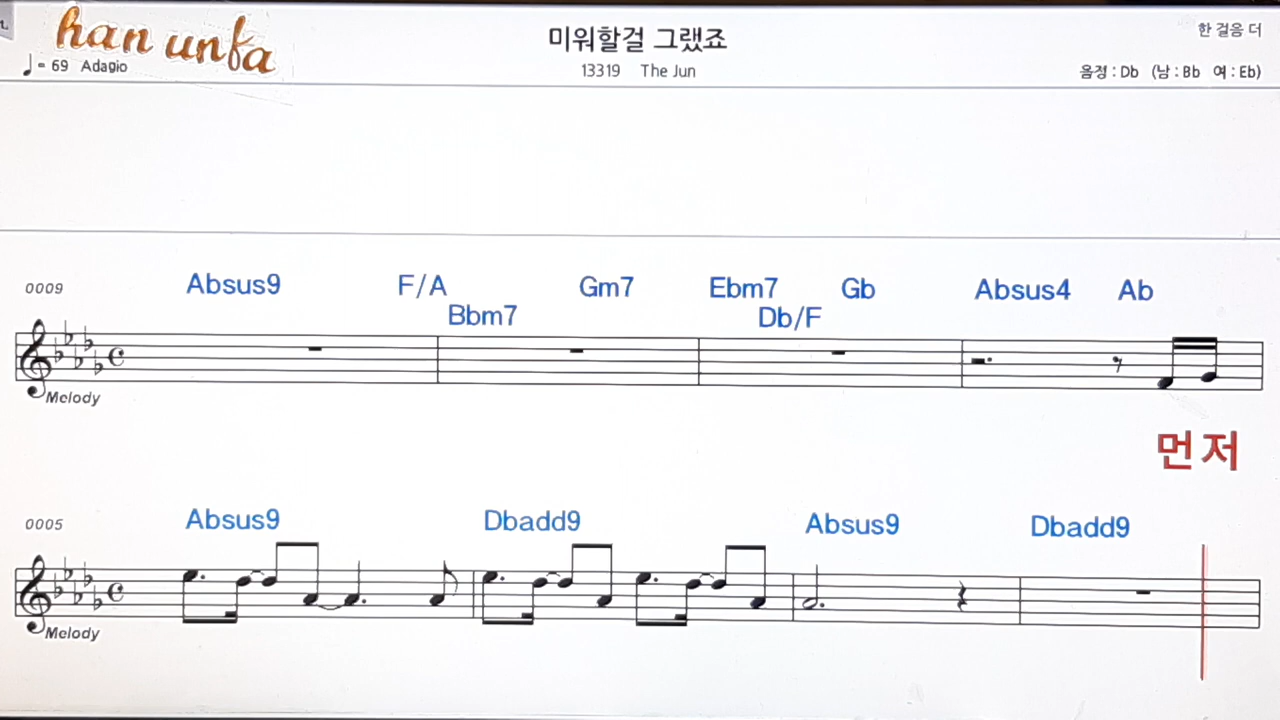 han unfa
♩= 69 Adagio
미워할걸 그랬죠
13319 The Jun
한 걸음 더
음정 : Db (남 : Bb 여 : Eb)
0009
Absus9 F/A Bbm7 Gm7 Ebm7 Db/F Gb Absus4 Ab
Melody
먼저
0005
Absus9 Dbadd9 Absus9 Dbadd9
Melody